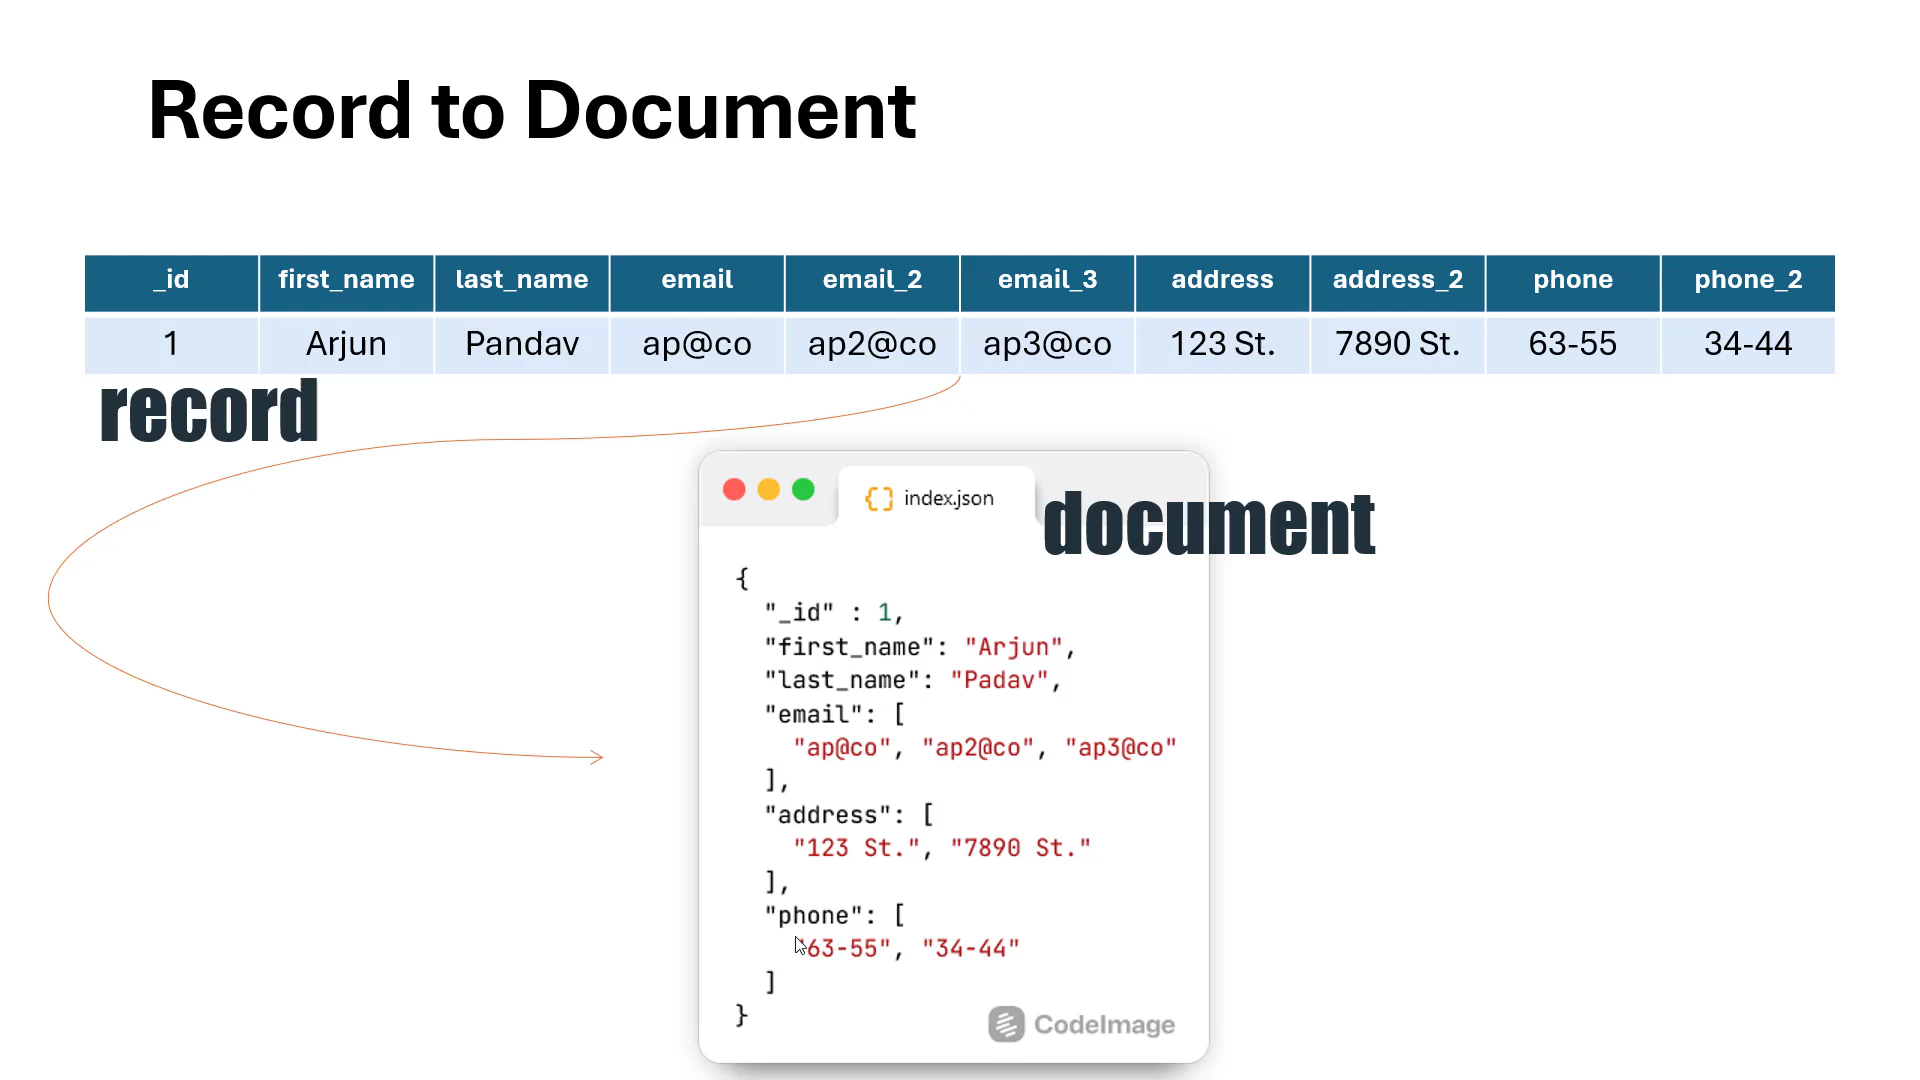 Record to Document
_id first_name last_name email email_2 email_3 address address_2 phone phone_2
1 Arjun Pandav ap@co ap2@co ap3@co 123 St. 7890 St. 63-55 34-44
record
index.json
document
{
"_id" : 1,
"first_name": "Arjun",
"last_name": "Padav",
"email": [
"ap@co", "ap2@co", "ap3@co"
],
"address": [
"123 St.", "7890 St."
],
"phone": [
"63-55", "34-44"
]
}
CodeImage